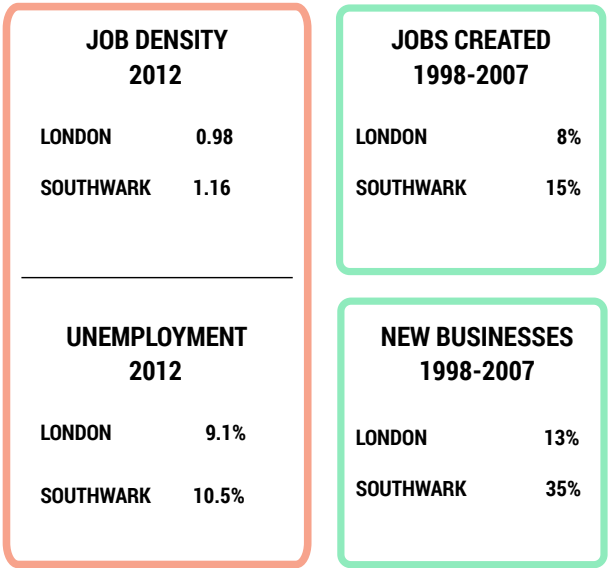 JOB DENSITY
2012
LONDON 0.98
SOUTHWARK 1.16
UNEMPLOYMENT
2012
LONDON 9.1%
SOUTHWARK 10.5%
JOBS CREATED
1998-2007
LONDON 8%
SOUTHWARK 15%
NEW BUSINESSES
1998-2007
LONDON 13%
SOUTHWARK 35%